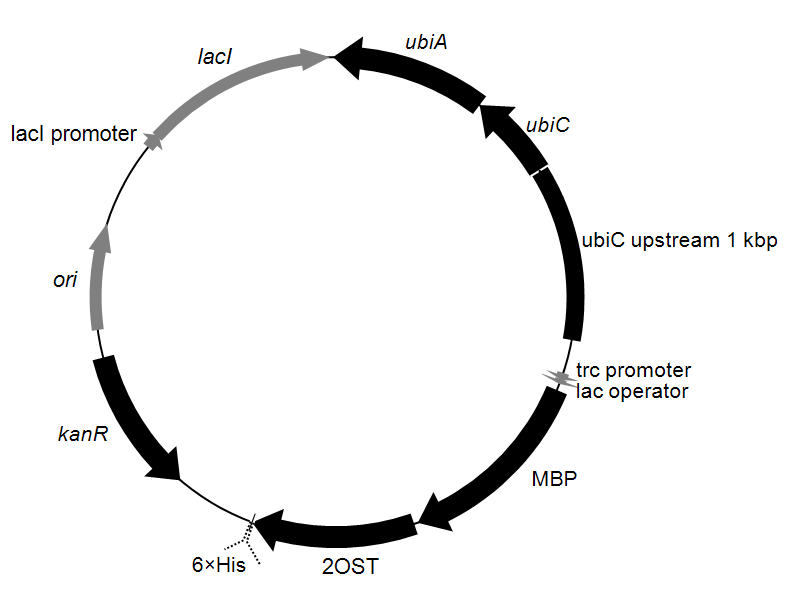 lacI
ubiA
lacI promoter
ubiC
ubiC upstream 1 kbp
ori
trc promoter
lac operator
kanR
MBP
6×His
2OST